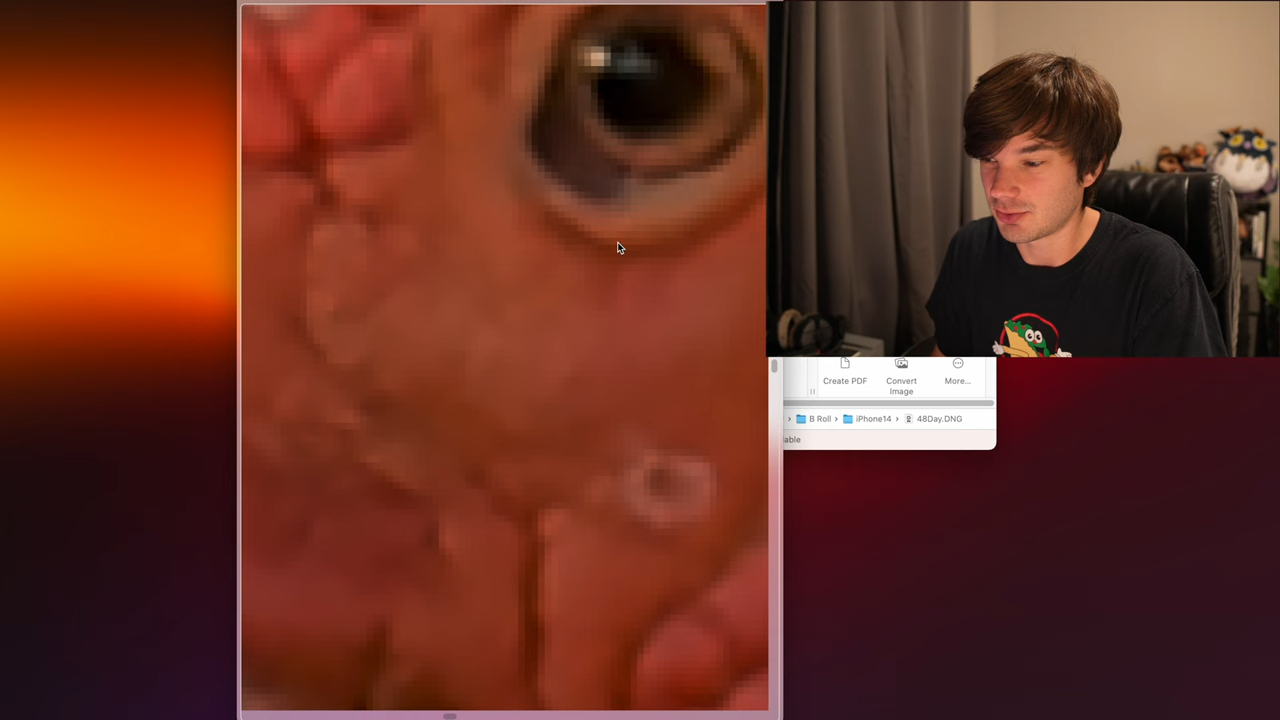 Create PDF
Convert Image
More...
B Roll › iPhone14 › 48Day.DNG
able